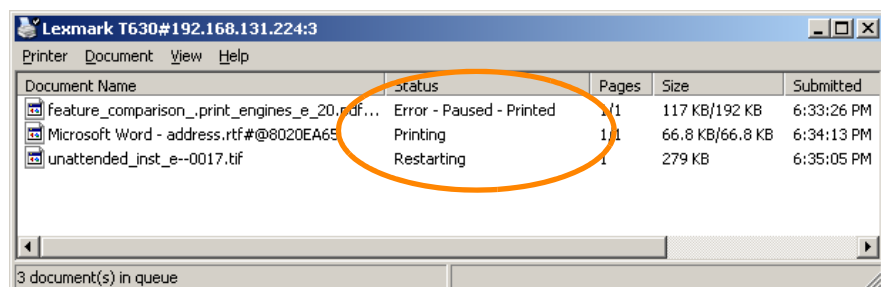 Lexmark T630#192.168.131.224:3
Printer Document View Help
Document Name Status Pages Size Submitted
feature_comparison_.print_engines_e_20.pdf... Error - Paused - Printed 1/1 117 KB/192 KB 6:33:26 PM
Microsoft Word - address.rtf#@8020EA65 Printing 1/1 66.8 KB/66.8 KB 6:34:13 PM
unattended_inst_e--0017.tif Restarting 1 279 KB 6:35:05 PM
3 document(s) in queue